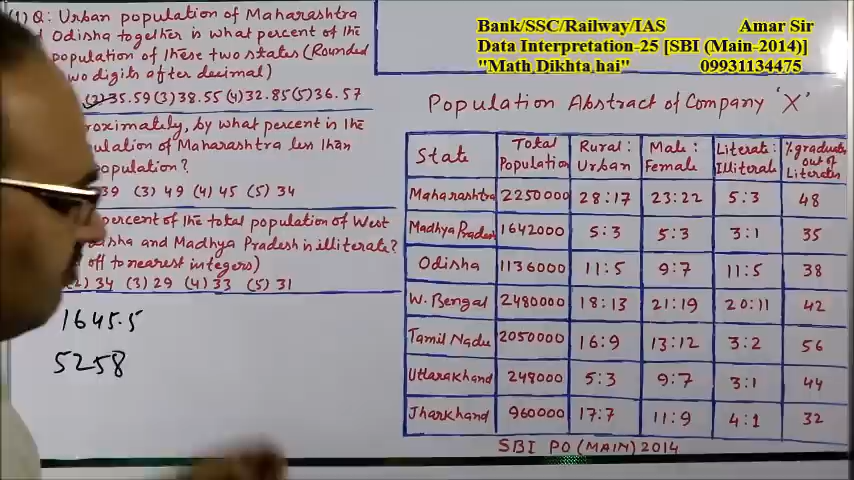 (1) Q: Urban population of Maharashtra
Odisha together is what percent of the
population of these two states (Rounded
two digits after decimal)
(2) 35.59 (3) 38.55 (4) 32.85 (5) 36.57
by what percent is the
of Maharashtra less than
39 (3) 49 (4) 45 (5) 34
percent of the total population of West
and Madhya Pradesh is illiterate?
off to nearest integers)
(2) 34 (3) 29 (4) 33 (5) 31
1645.5
5258
Bank/SSC/Railway/IAS Amar Sir
Data Interpretation-25 [SBI (Main-2014)]
"Math Dikhta hai" 09931134475
Population Abstract of Company 'X'
State Total Population Rural : Urban Male : Female Literate : Illiterate % graduate out of Literates
Maharashtra 2250000 28:17 23:22 5:3 48
Madhya Pradesh 1642000 5:3 5:3 3:1 35
Odisha 1136000 11:5 9:7 11:5 38
W. Bengal 2480000 18:13 21:19 20:11 42
Tamil Nadu 2050000 16:9 13:12 3:2 56
Uttarakhand 248000 5:3 9:7 3:1 44
Jharkhand 960000 17:7 11:9 4:1 32
SBI PO (MAIN) 2014